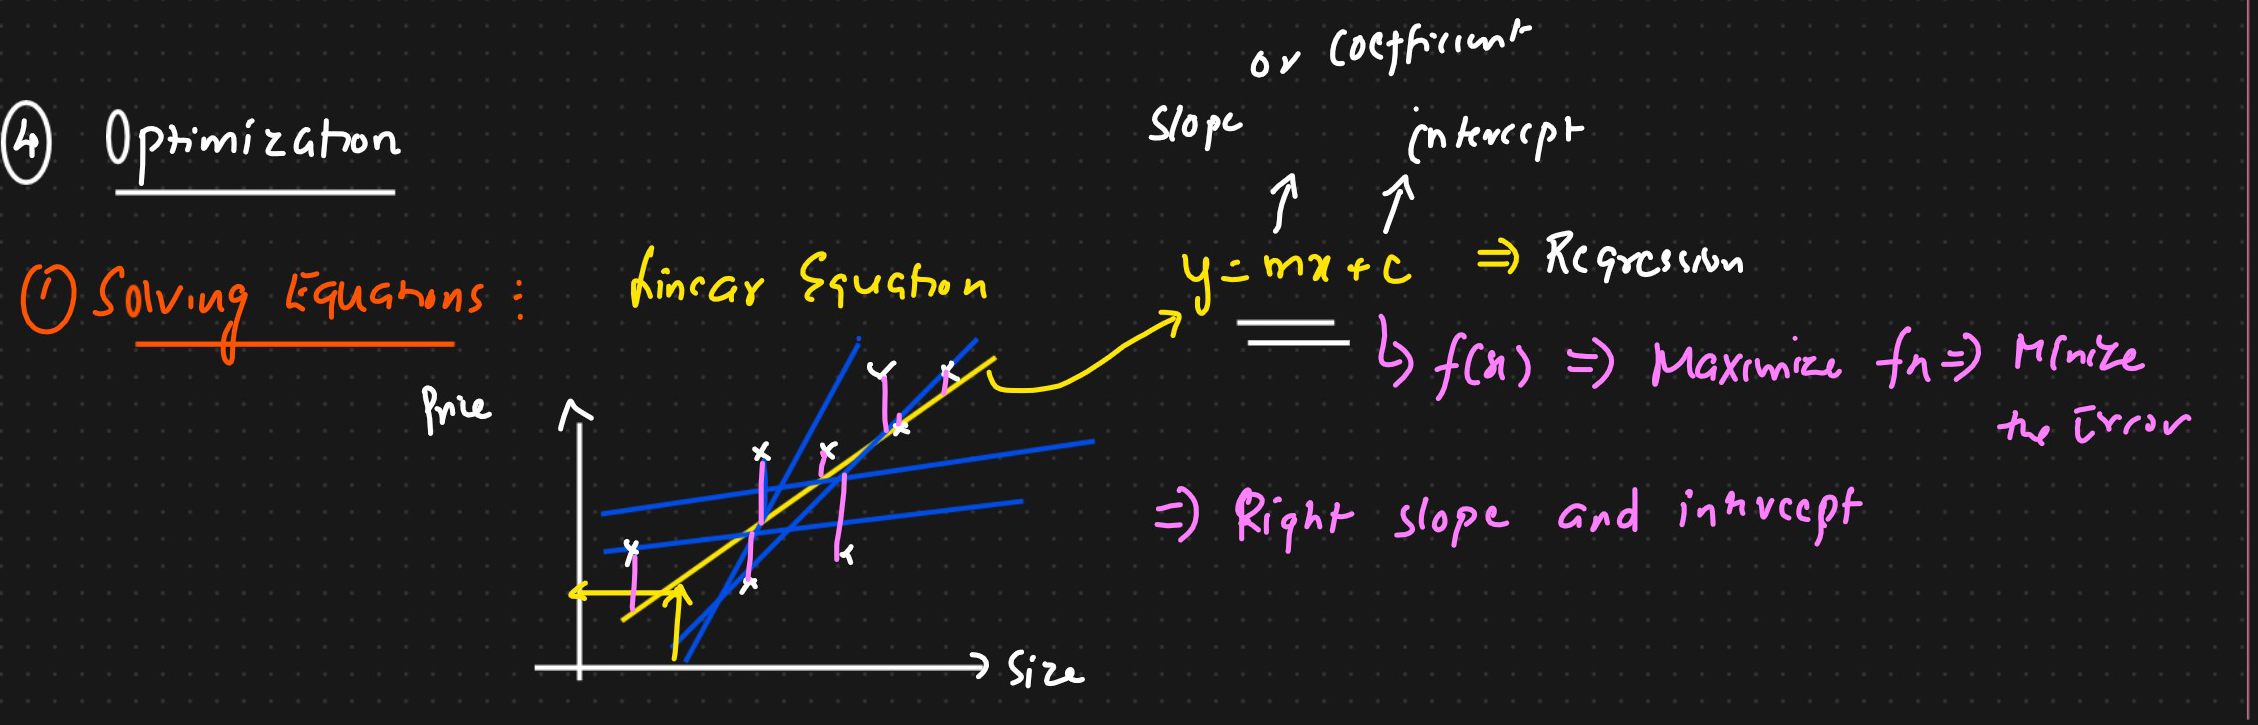 or Coefficient
Slope
intercept
④ Optimization
① Solving Equations :
Linear Equation
y = mx + c ⇒ Regression
↳ f(x) ⇒ Maximize fn ⇒ Minize
the Error
Price
⇒ Right slope and intercept
Size